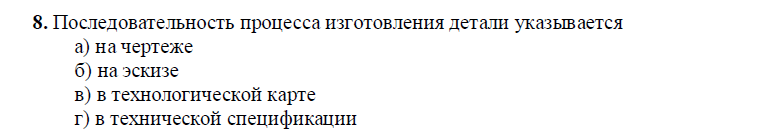 8. Последовательность процесса изготовления детали указывается
а) на чертеже
б) на эскизе
в) в технологической карте
г) в технической спецификации